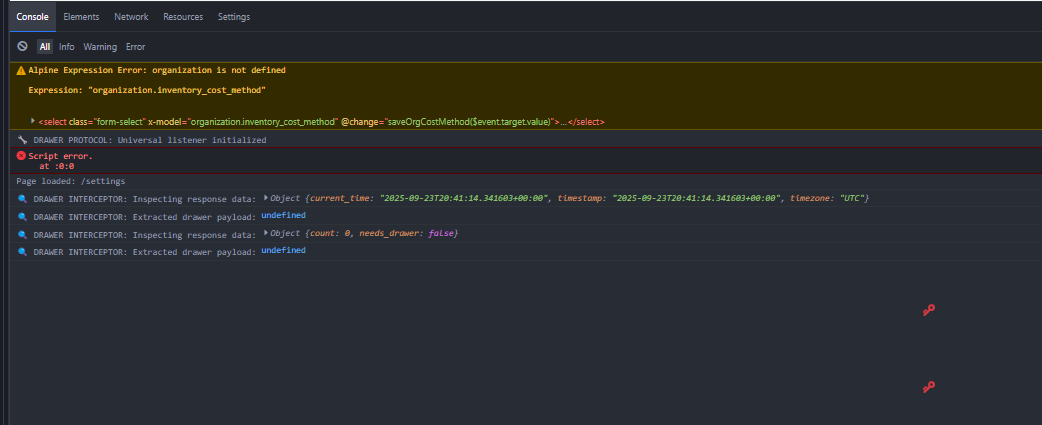 Console Elements Network Resources Settings
All Info Warning Error
Alpine Expression Error: organization is not defined
Expression: "organization.inventory_cost_method"
<select class="form-select" x-model="organization.inventory_cost_method" @change="saveOrgCostMethod($event.target.value)">…</select>
DRAWER PROTOCOL: Universal listener initialized
Script error.
at :0:0
Page loaded: /settings
DRAWER INTERCEPTOR: Inspecting response data: Object {current_time: "2025-09-23T20:41:14.341603+00:00", timestamp: "2025-09-23T20:41:14.341603+00:00", timezone: "UTC"}
DRAWER INTERCEPTOR: Extracted drawer payload: undefined
DRAWER INTERCEPTOR: Inspecting response data: Object {count: 0, needs_drawer: false}
DRAWER INTERCEPTOR: Extracted drawer payload: undefined